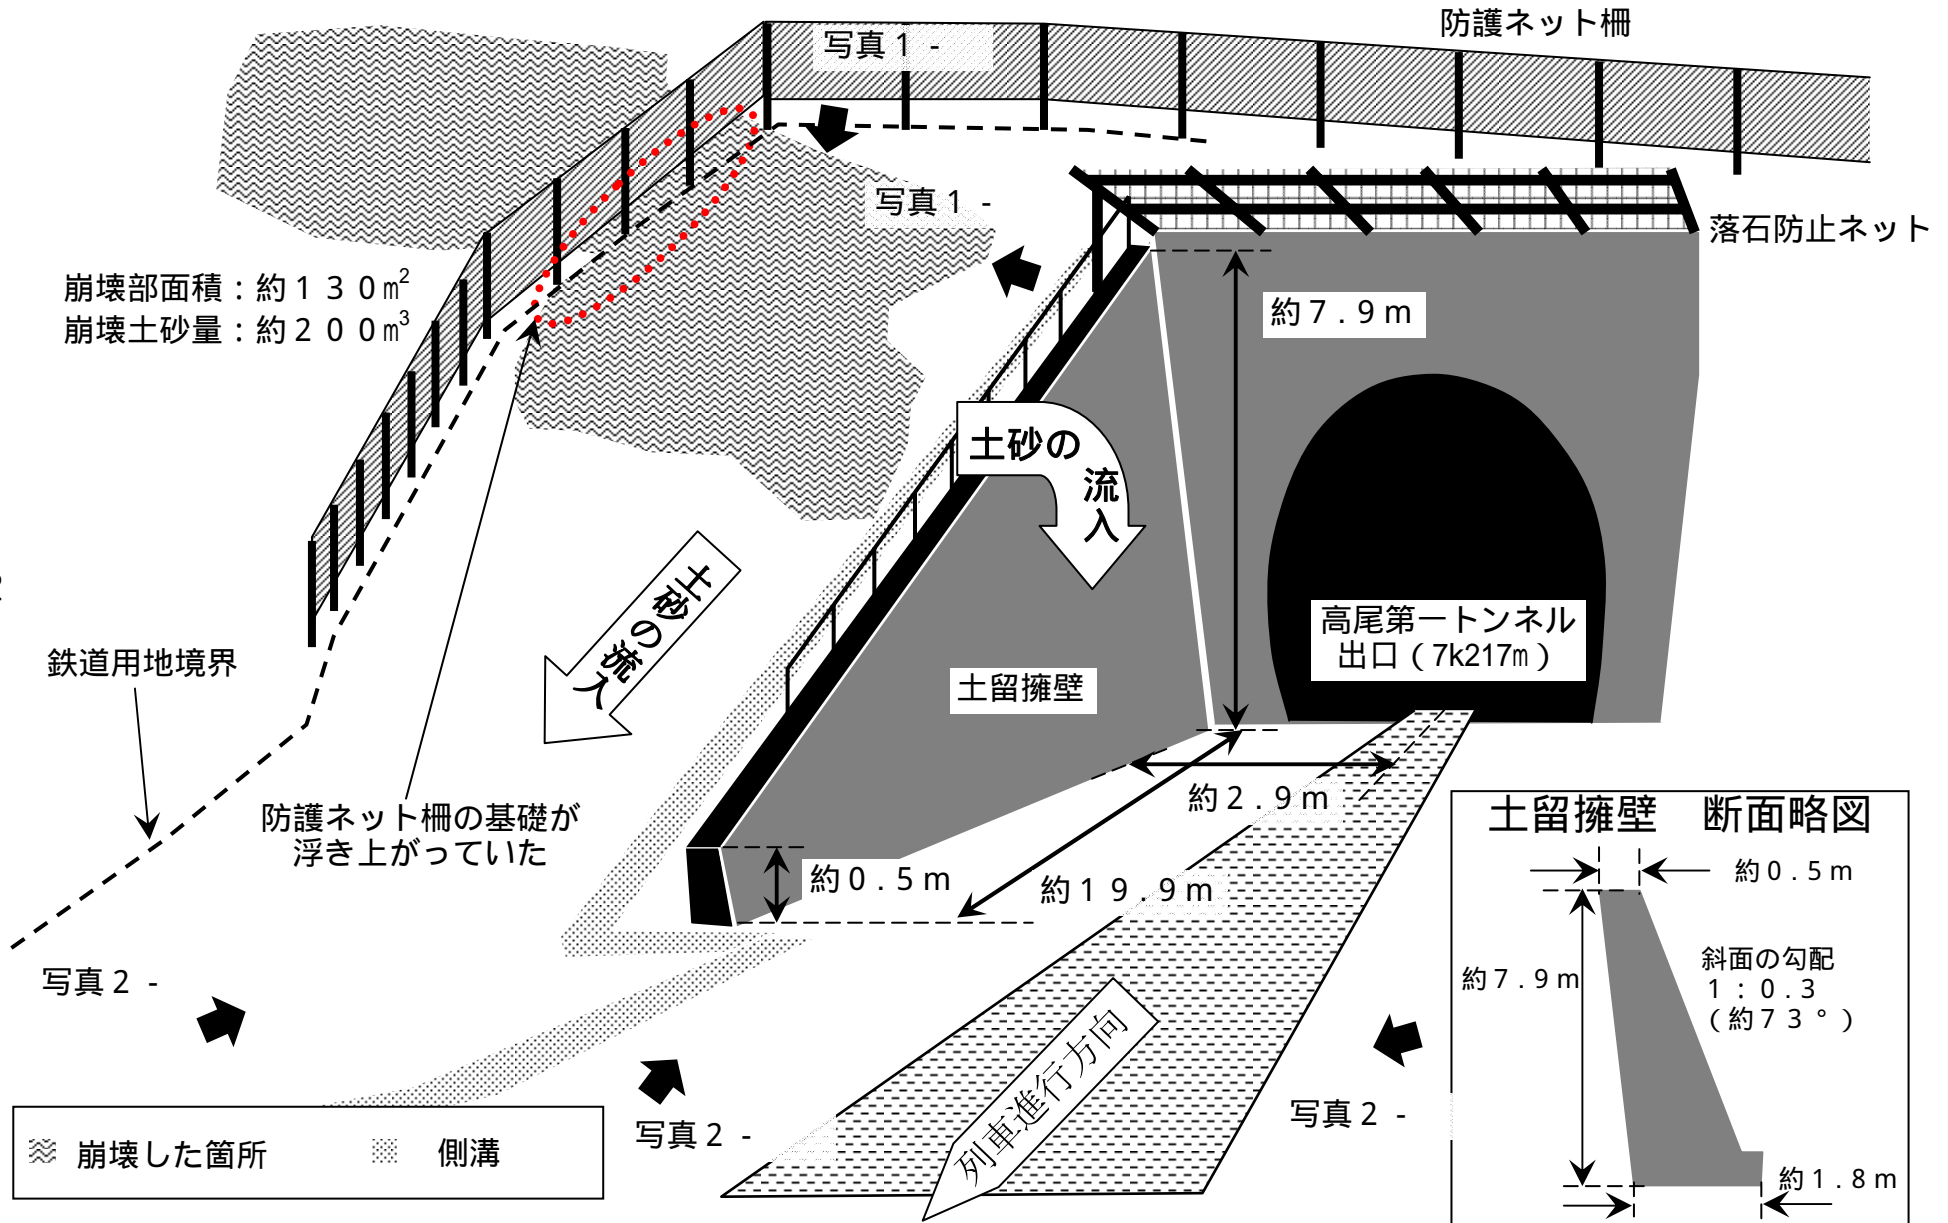 防護ネット柵
写真１-
写真１-
落石防止ネット
崩壊部面積：約１３０㎡
崩壊土砂量：約２００㎥
約７.９ｍ
土砂の
流
入
土砂の流入
高尾第一トンネル
出口（7k217m）
鉄道用地境界
土留擁壁
防護ネット柵の基礎が
浮き上がっていた
約２.９ｍ
約０.５ｍ
約１９.９ｍ
写真２-
写真２-
写真２-
列車進行方向
土留擁壁　断面略図
約０.５ｍ
約７.９ｍ
斜面の勾配
１：０.３
（約７３°）
約１.８ｍ
崩壊した箇所　側溝